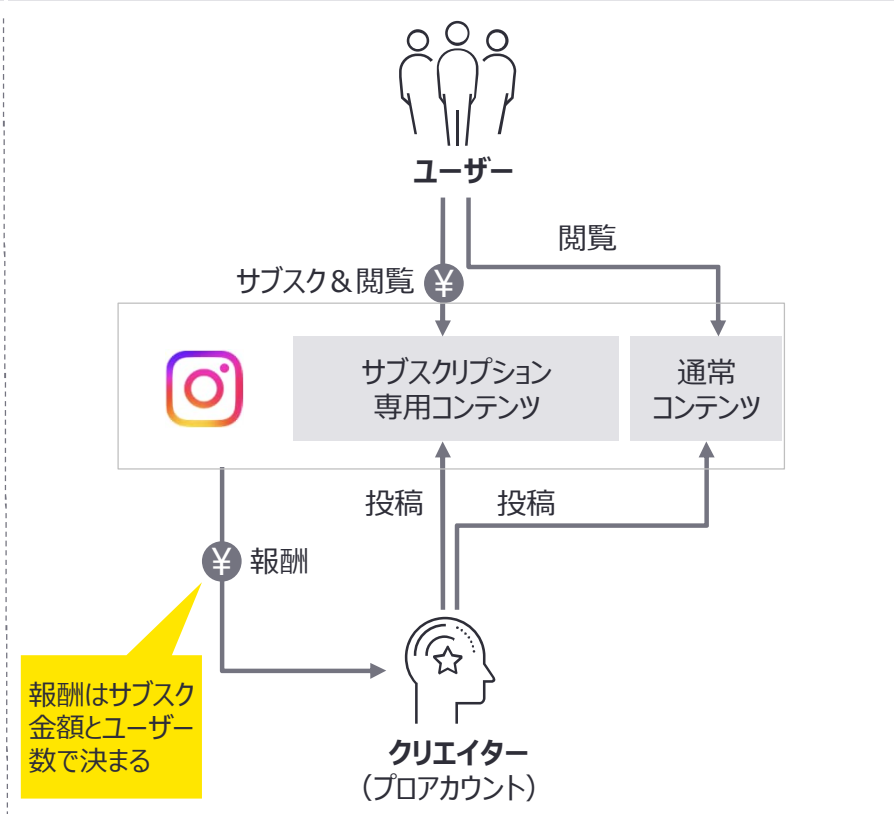 ユーザー
閲覧
サブスク&閲覧 ¥
サブスクリプション
専用コンテンツ
通常
コンテンツ
投稿
投稿
¥ 報酬
報酬はサブスク
金額とユーザー
数で決まる
クリエイター
（プロアカウント）